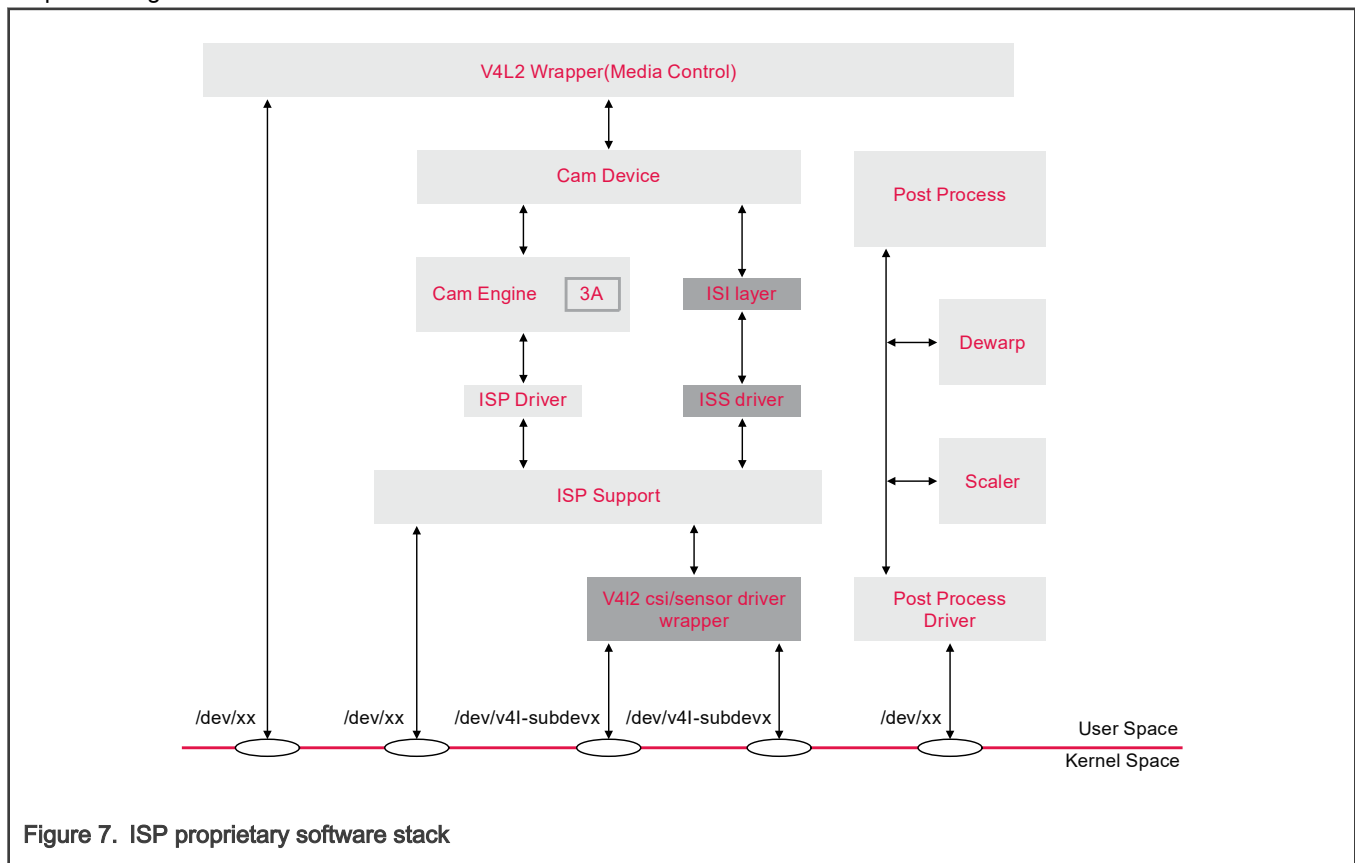 V4L2 Wrapper(Media Control)
Cam Device
Post Process
Cam Engine
3A
ISI layer
Dewarp
ISP Driver
ISS driver
Scaler
ISP Support
V4l2 csi/sensor driver
wrapper
Post Process
Driver
/dev/xx
/dev/xx
/dev/v4l-subdevx
/dev/v4l-subdevx
/dev/xx
User Space
Kernel Space
Figure 7. ISP proprietary software stack